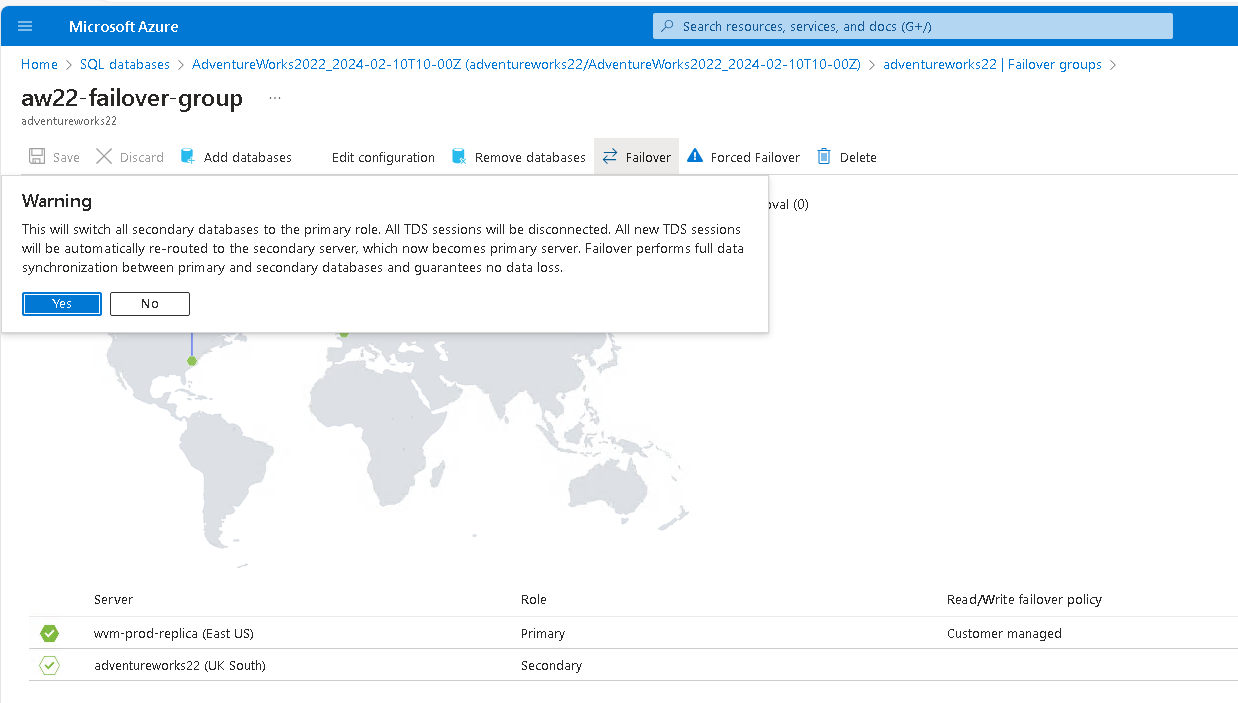 Microsoft Azure
Search resources, services, and docs (G+/)
Home > SQL databases > AdventureWorks2022_2024-02-10T10-00Z (adventureworks22/AdventureWorks2022_2024-02-10T10-00Z) > adventureworks22 | Failover groups >
aw22-failover-group ...
adventureworks22
Save Discard Add databases Edit configuration Remove databases Failover Forced Failover Delete
Warning
This will switch all secondary databases to the primary role. All TDS sessions will be disconnected. All new TDS sessions
will be automatically re-routed to the secondary server, which now becomes primary server. Failover performs full data
synchronization between primary and secondary databases and guarantees no data loss.
Yes No
(0)
Server Role Read/Write failover policy
wvm-prod-replica (East US) Primary Customer managed
adventureworks22 (UK South) Secondary